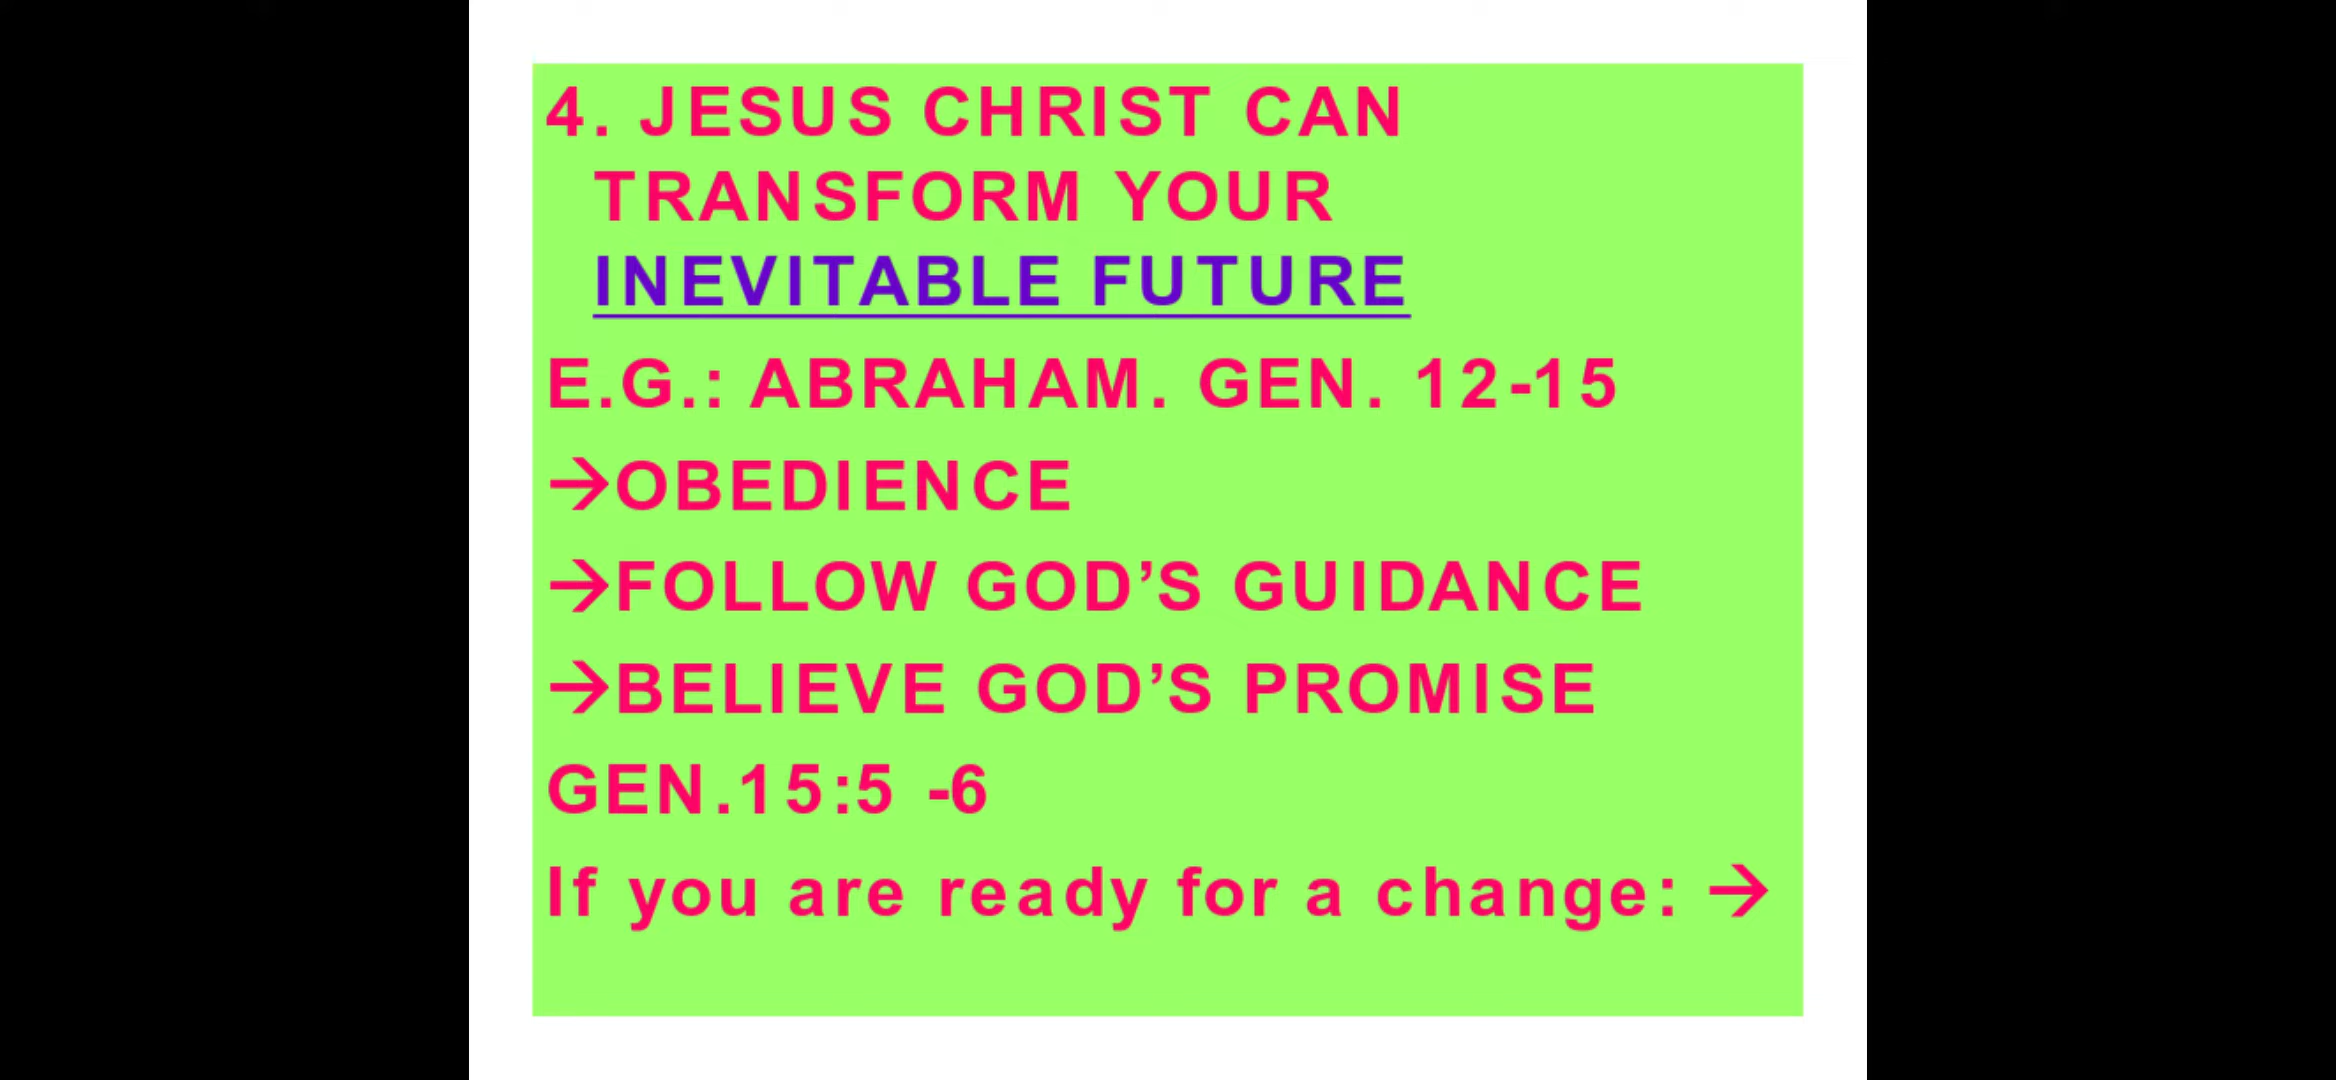 4. JESUS CHRIST CAN
TRANSFORM YOUR
INEVITABLE FUTURE
E.G.: ABRAHAM. GEN. 12-15
→OBEDIENCE
→FOLLOW GOD’S GUIDANCE
→BELIEVE GOD’S PROMISE
GEN.15:5 -6
If you are ready for a change: →